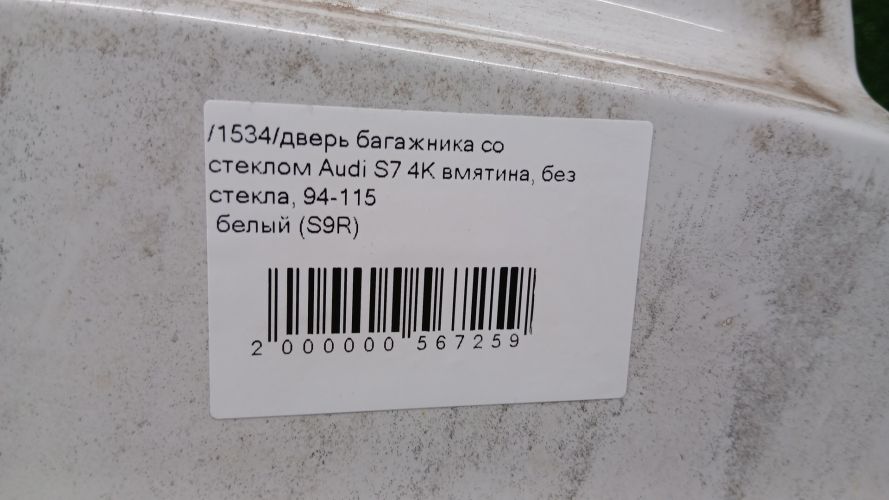 /1534/дверь багажника со
стеклом Audi S7 4K вмятина, без
стекла, 94-115
белый (S9R)
2 000000 567259